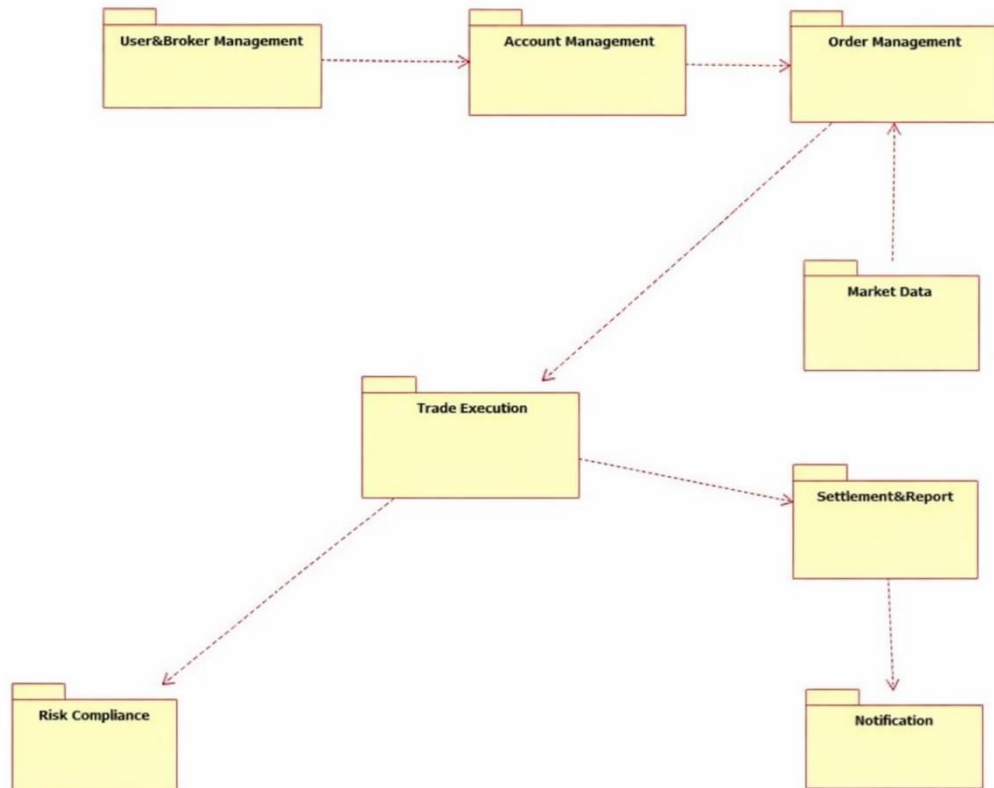 User&Broker Management
Account Management
Order Management
Market Data
Trade Execution
Settlement&Report
Risk Compliance
Notification